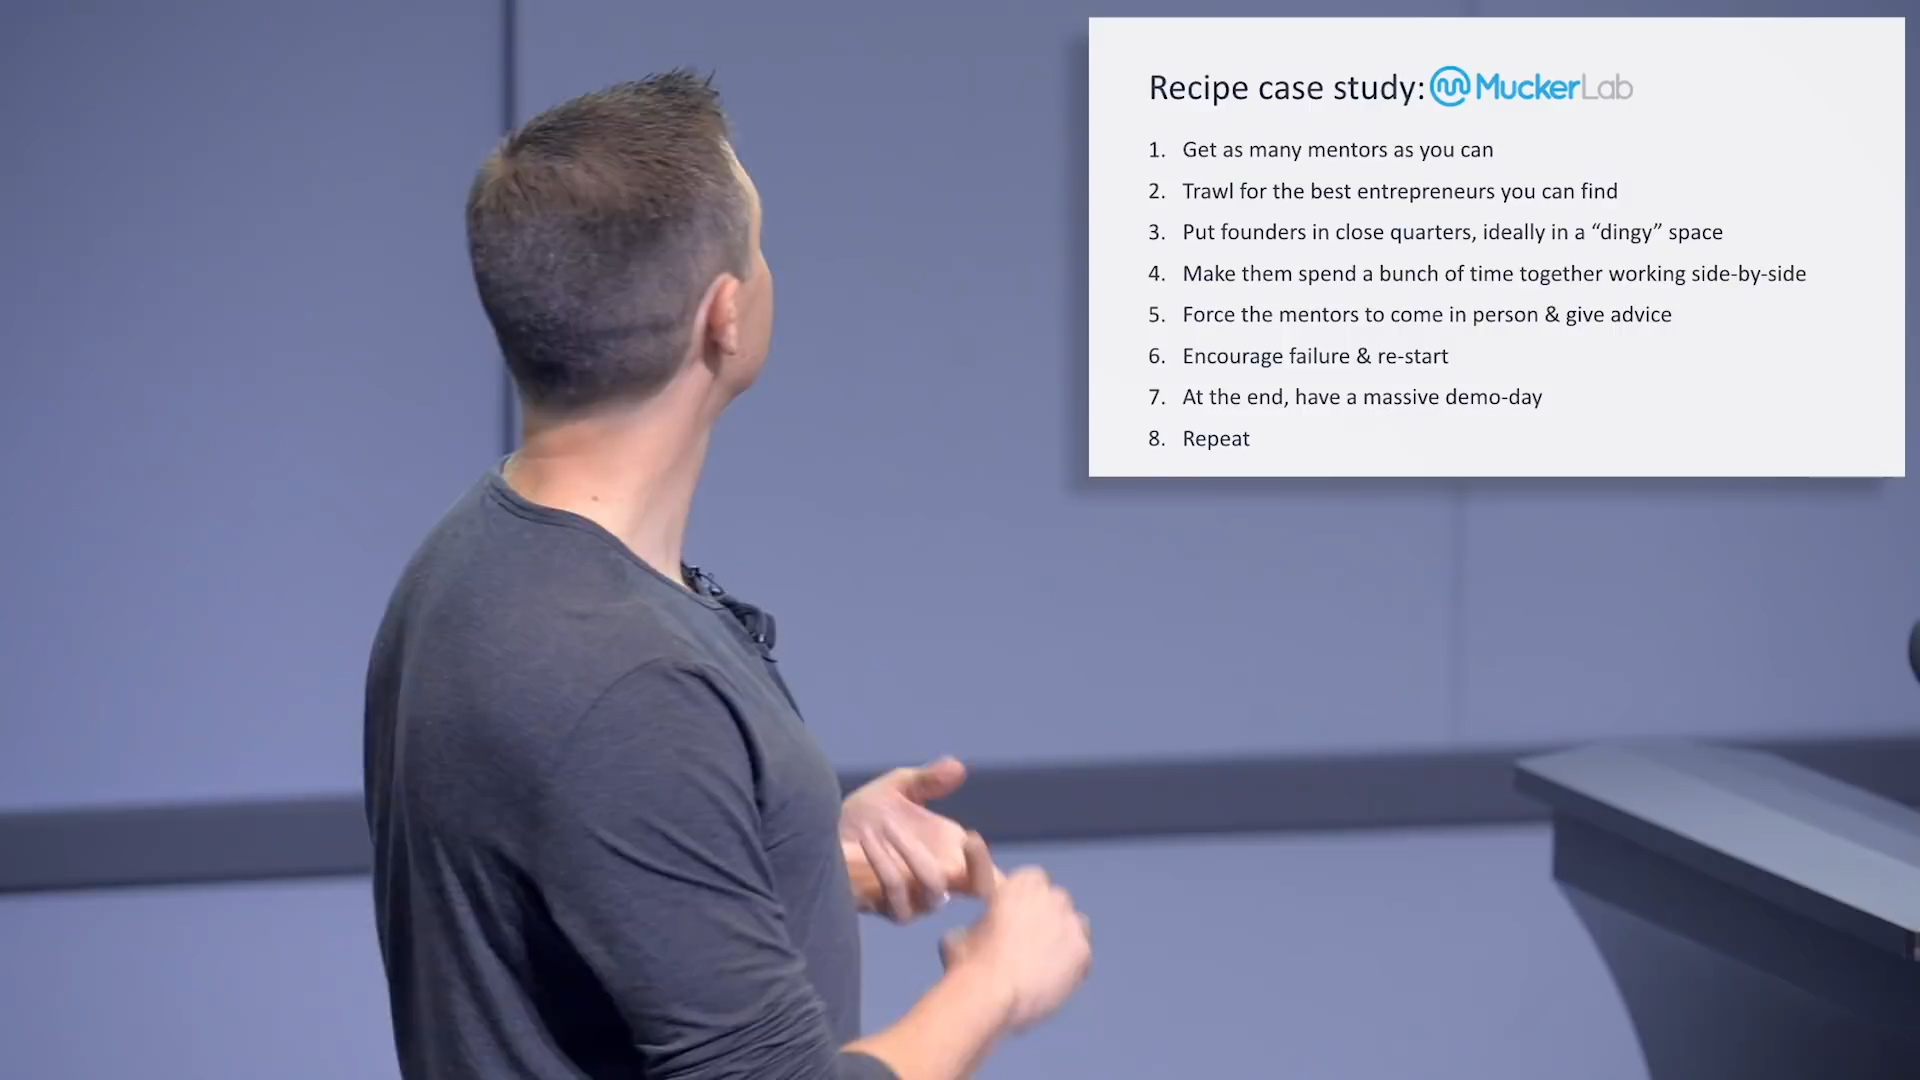 Recipe case study: MuckerLab
1. Get as many mentors as you can
2. Trawl for the best entrepreneurs you can find
3. Put founders in close quarters, ideally in a “dingy” space
4. Make them spend a bunch of time together working side-by-side
5. Force the mentors to come in person & give advice
6. Encourage failure & re-start
7. At the end, have a massive demo-day
8. Repeat